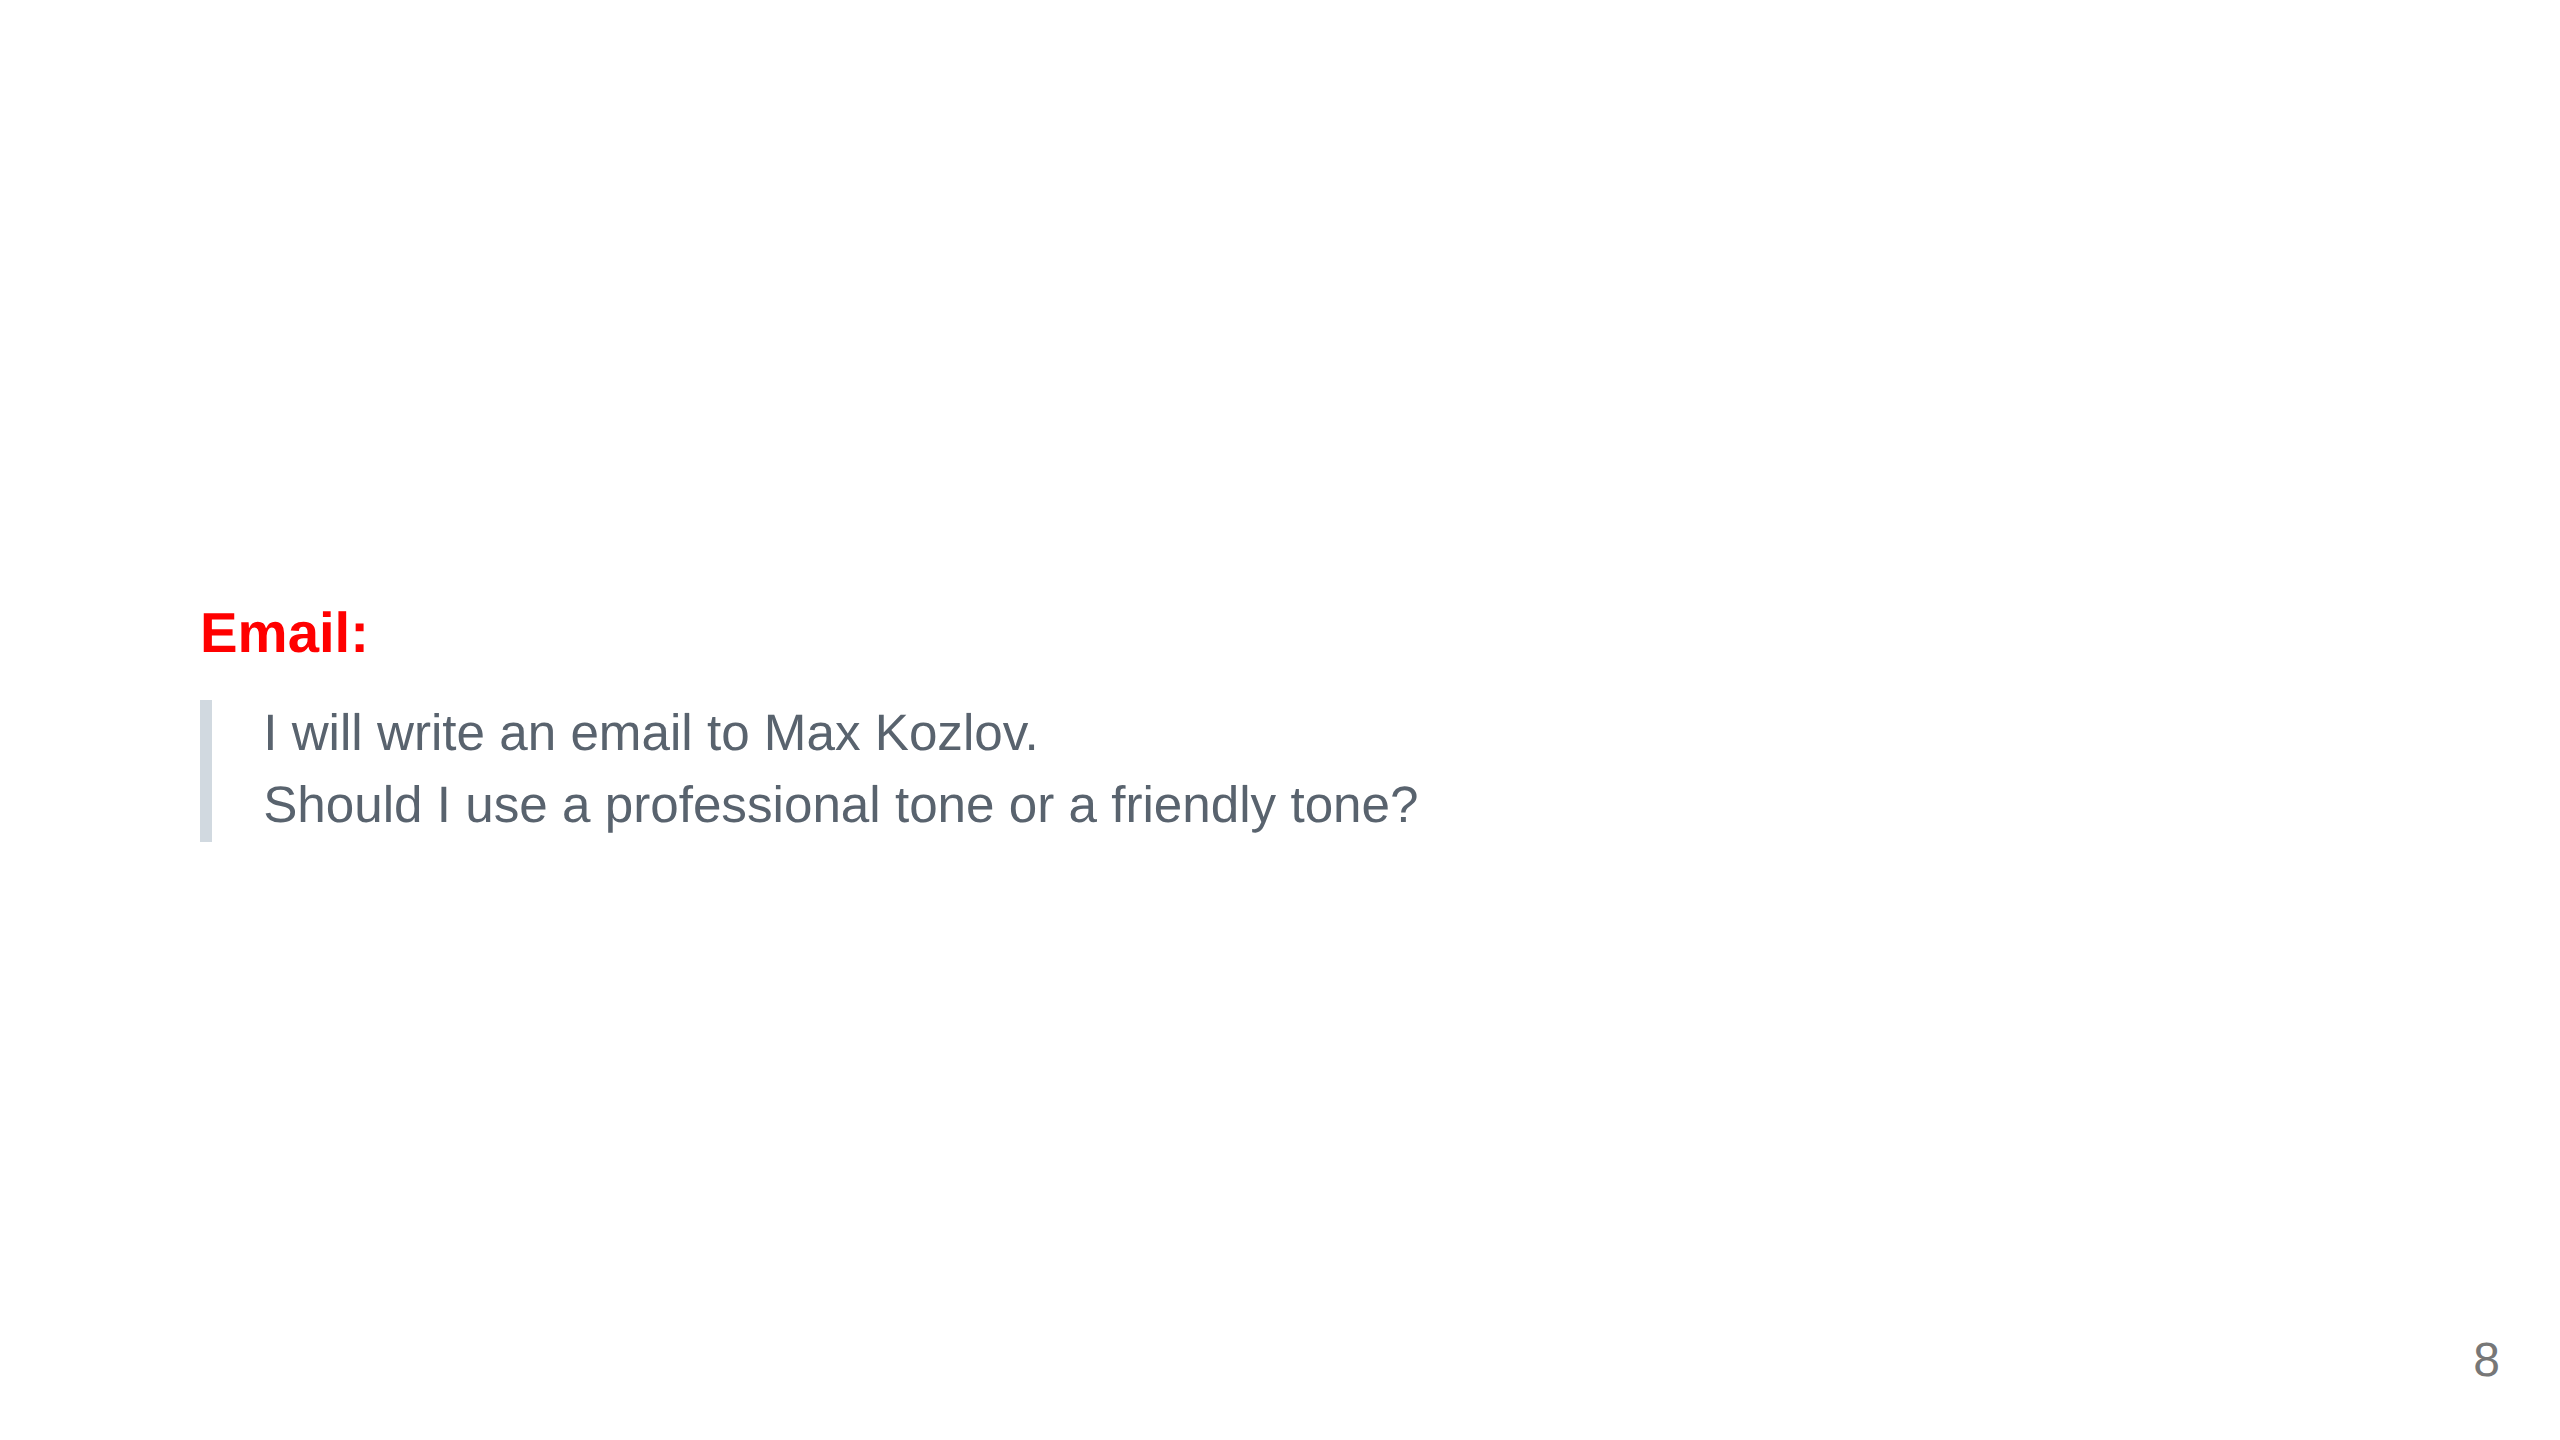 Email:
I will write an email to Max Kozlov.
Should I use a professional tone or a friendly tone?
8